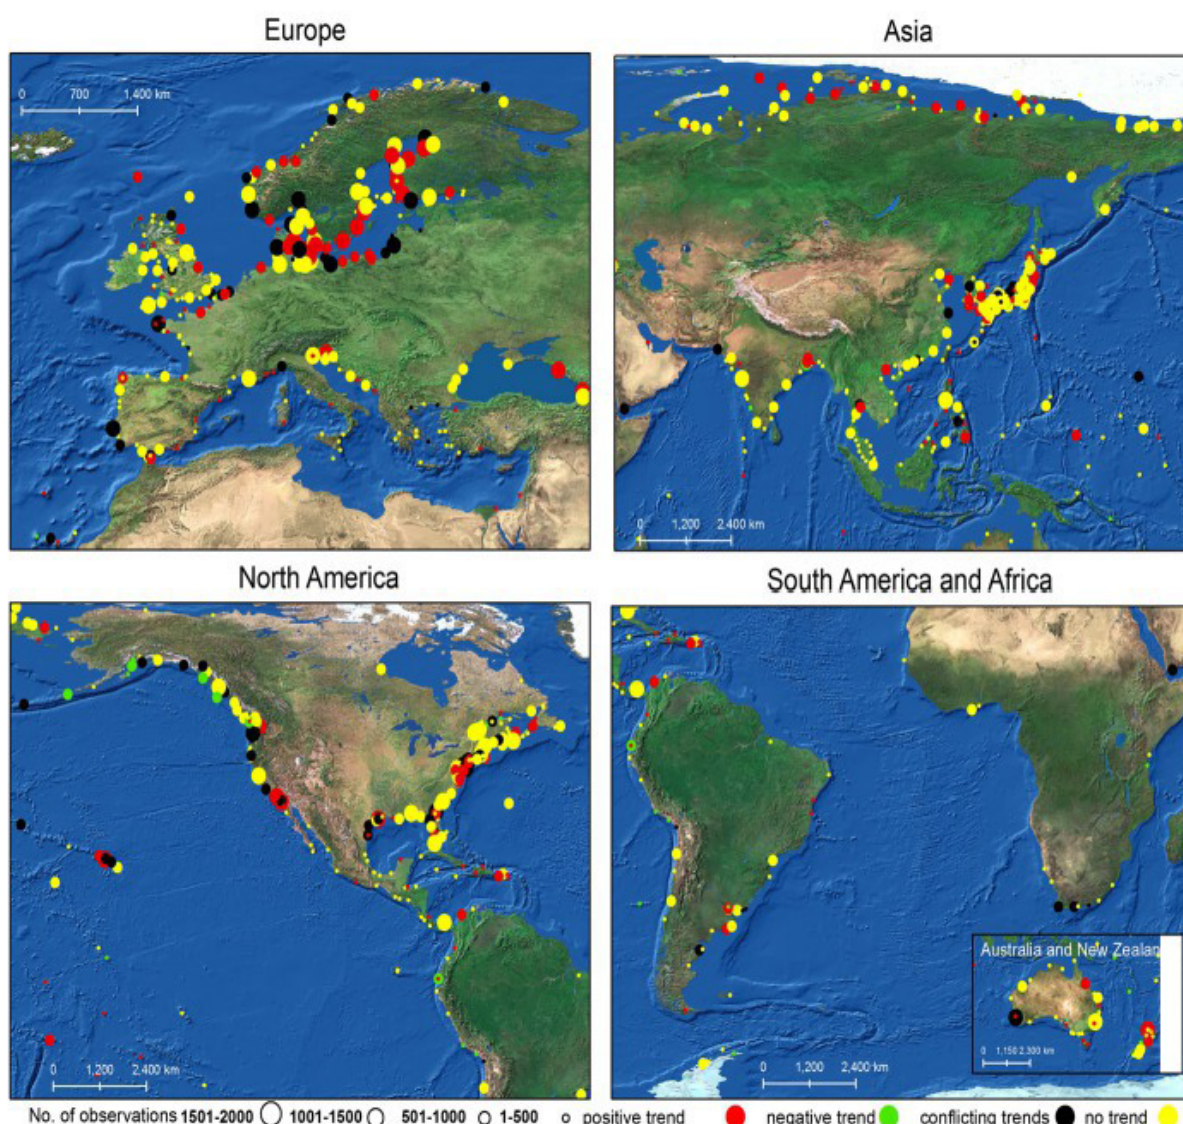 Europe
Asia
0 700 1,400 km
0 1,200 2,400 km
North America
South America and Africa
Australia and New Zealan
0 1,150 2,300 km
0 1,200 2,400 km
0 1,200 2,400 km
No. of observations 1501-2000 1001-1500 501-1000 1-500 positive trend negative trend conflicting trends no trend